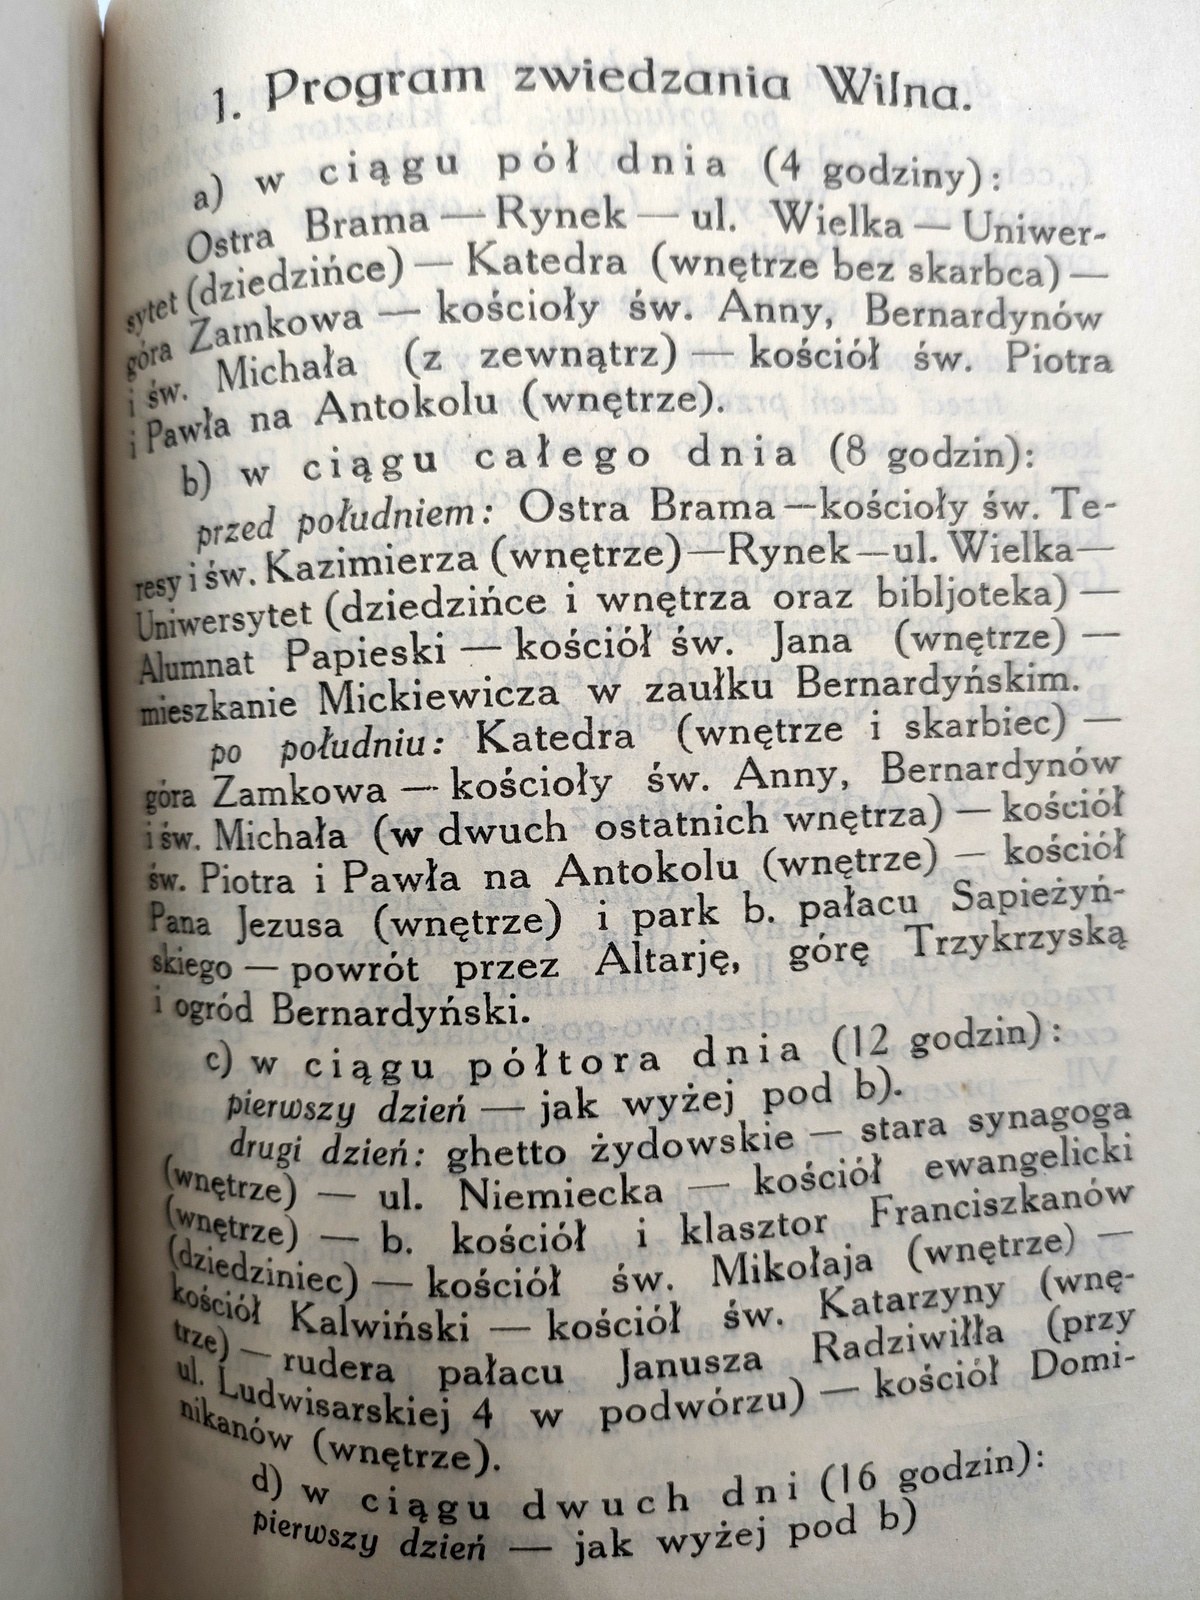 1. Program zwiedzania Wilna.
a) w ciągu pół dnia (4 godziny):
Ostra Brama — Rynek — ul. Wielka — Uniwer-
sytet (dziedzińce) — Katedra (wnętrze bez skarbca) —
góra Zamkowa — kościoły św. Anny, Bernardynów
i św. Michała (z zewnątrz) — kościół św. Piotra
i Pawła na Antokolu (wnętrze).
b) w ciągu całego dnia (8 godzin):
przed południem: Ostra Brama — kościoły św. Te-
resy i św. Kazimierza (wnętrze) — Rynek — ul. Wielka —
Uniwersytet (dziedzińce i wnętrza oraz bibljoteka) —
Alumnat Papieski — kościół św. Jana (wnętrze) —
mieszkanie Mickiewicza w zaułku Bernardyńskim.
po południu: Katedra (wnętrze i skarbiec) —
góra Zamkowa — kościoły św. Anny, Bernardynów
i św. Michała (w dwuch ostatnich wnętrza) — kościół
św. Piotra i Pawła na Antokolu (wnętrze) — kościół
Pana Jezusa (wnętrze) i park b. pałacu Sapieżyń-
skiego — powrót przez Altarję, górę Trzykrzyską
i ogród Bernardyński.
c) w ciągu półtora dnia (12 godzin):
pierwszy dzień — jak wyżej pod b).
drugi dzień: ghetto żydowskie — stara synagoga
(wnętrze) — ul. Niemiecka — kościół ewangelicki
(wnętrze) — b. kościół i klasztor Franciszkanów
(dziedziniec) — kościół św. Mikołaja (wnętrze) —
kościół Kalwiński — kościół św. Katarzyny (wnę-
trze) — rudera pałacu Janusza Radziwiłła (przy
ul. Ludwisarskiej 4 w podwórzu) — kościół Domi-
nikanów (wnętrze).
d) w ciągu dwuch dni (16 godzin):
pierwszy dzień — jak wyżej pod b)